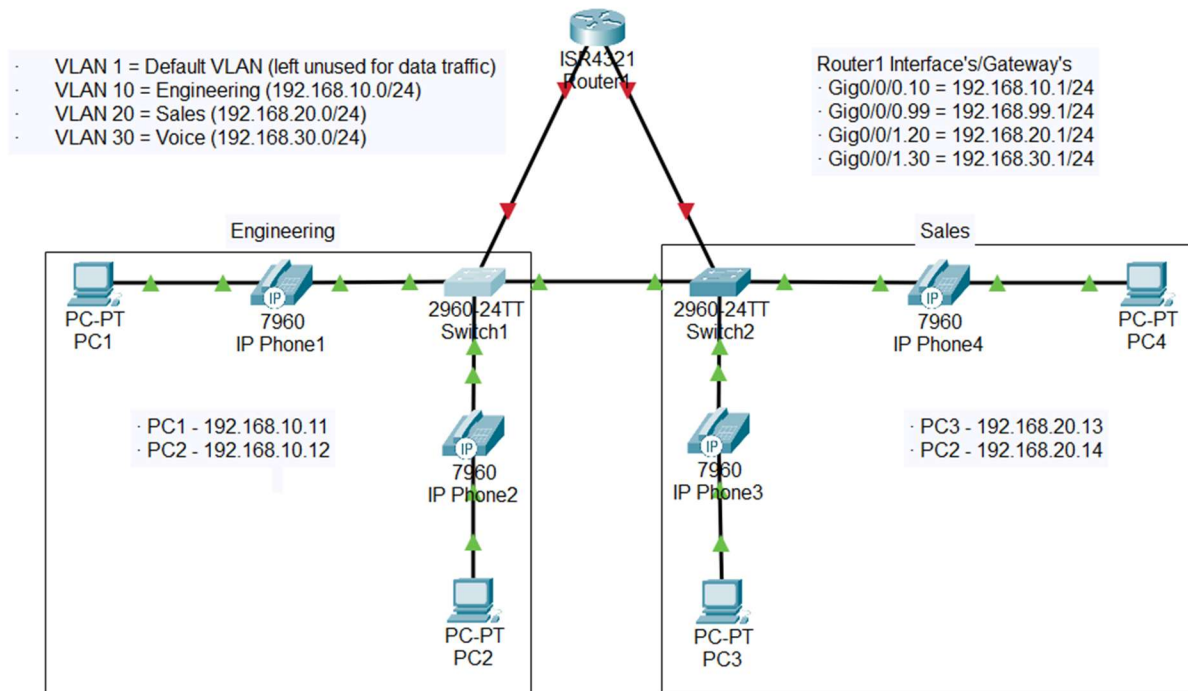 · VLAN 1 = Default VLAN (left unused for data traffic)
· VLAN 10 = Engineering (192.168.10.0/24)
· VLAN 20 = Sales (192.168.20.0/24)
· VLAN 30 = Voice (192.168.30.0/24)
ISR4321
Router1
Router1 Interface's/Gateway's
· Gig0/0/0.10 = 192.168.10.1/24
· Gig0/0/0.99 = 192.168.99.1/24
· Gig0/0/1.20 = 192.168.20.1/24
· Gig0/0/1.30 = 192.168.30.1/24
Engineering
Sales
PC-PT
PC1
IP
7960
IP Phone1
2960-24TT
Switch1
2960-24TT
Switch2
IP
7960
IP Phone4
PC-PT
PC4
· PC1 - 192.168.10.11
· PC2 - 192.168.10.12
IP
7960
IP Phone2
IP
7960
IP Phone3
· PC3 - 192.168.20.13
· PC2 - 192.168.20.14
PC-PT
PC2
PC-PT
PC3